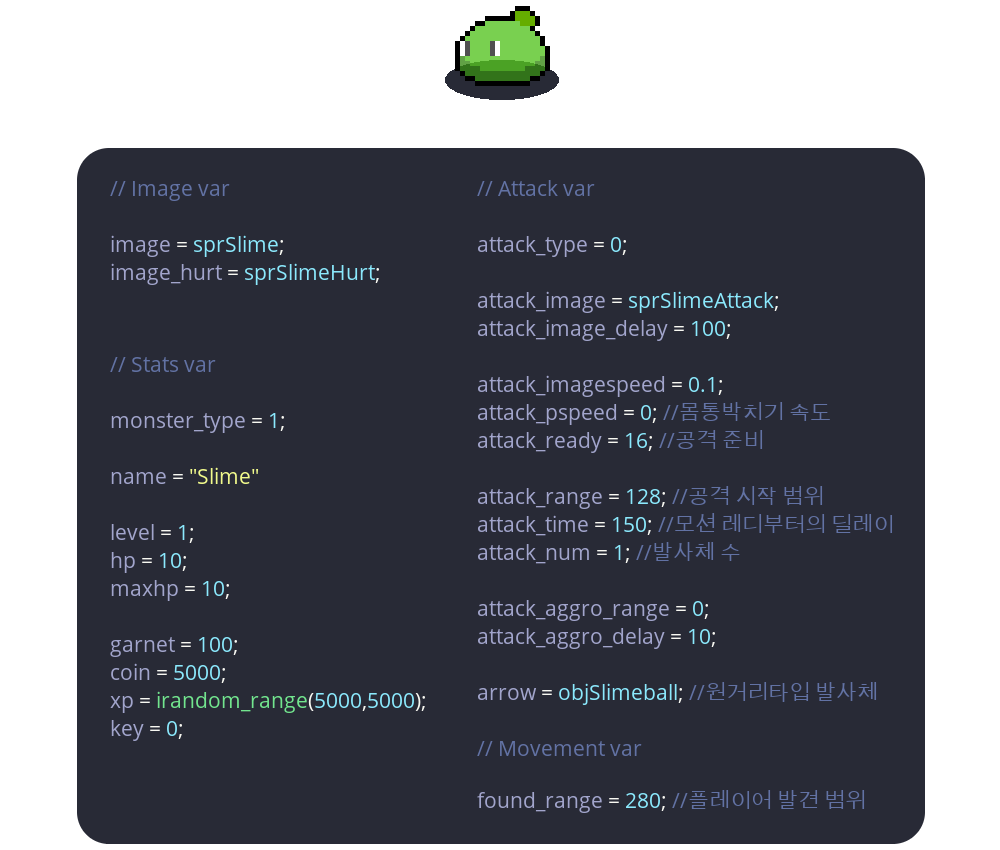 // Image var
image = sprSlime;
image_hurt = sprSlimeHurt;
// Stats var
monster_type = 1;
name = "Slime"
level = 1;
hp = 10;
maxhp = 10;
garnet = 100;
coin = 5000;
xp = irandom_range(5000,5000);
key = 0;
// Attack var
attack_type = 0;
attack_image = sprSlimeAttack;
attack_image_delay = 100;
attack_imagespeed = 0.1;
attack_pspeed = 0; //몸통박치기 속도
attack_ready = 16; //공격 준비
attack_range = 128; //공격 시작 범위
attack_time = 150; //모션 레디부터의 딜레이
attack_num = 1; //발사체 수
attack_aggro_range = 0;
attack_aggro_delay = 10;
arrow = objSlimeball; //원거리타입 발사체
// Movement var
found_range = 280; //플레이어 발견 범위